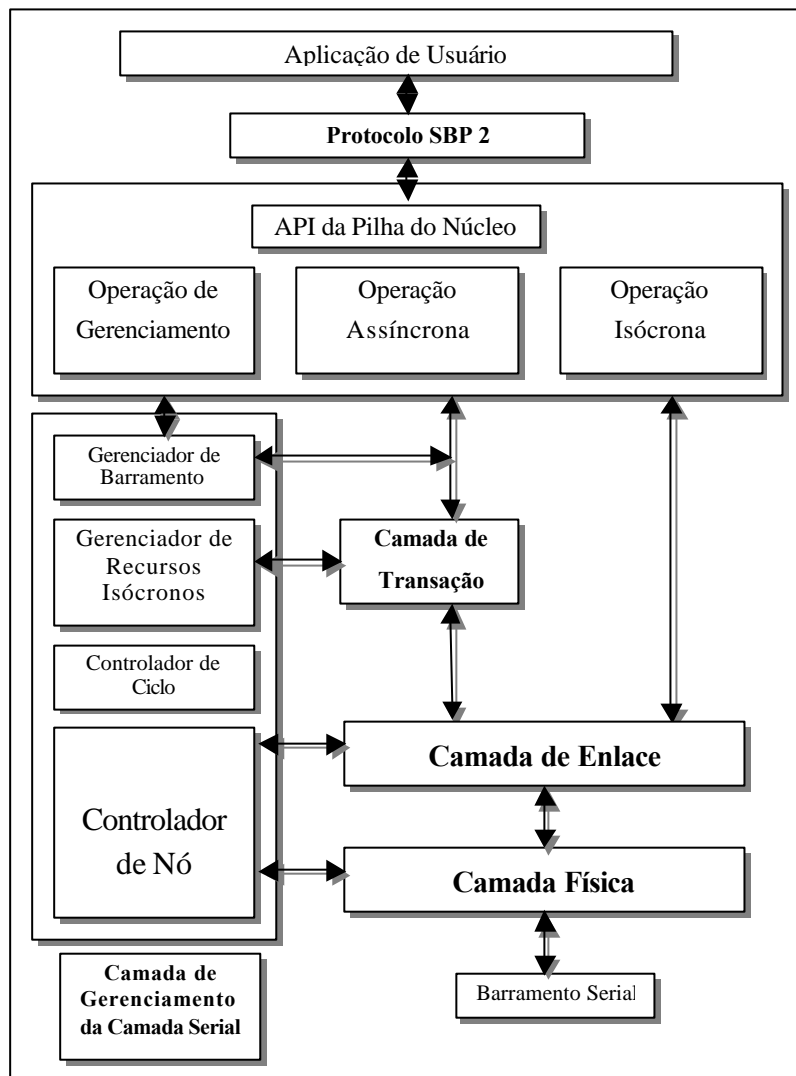 Aplicação de Usuário
Protocolo SBP 2
API da Pilha do Núcleo
Operação de
Gerenciamento
Operação
Assíncrona
Operação
Isócrona
Gerenciador de
Barramento
Gerenciador de
Recursos
Isócronos
Camada de
Transação
Controlador de
Ciclo
Camada de Enlace
Controlador
de Nó
Camada Física
Camada de
Gerenciamento
da Camada Serial
Barramento Serial